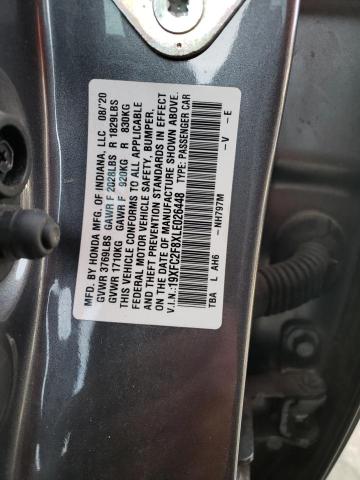 MFD. BY HONDA MFG. OF INDIANA, LLC 08/'20
GVWR 3769LBS GAWR F 2028LBS R 1829LBS
GVWR 1710KG GAWR F 920KG R 830KG
THIS VEHICLE CONFORMS TO ALL APPLICABLE
FEDERAL MOTOR VEHICLE SAFETY, BUMPER,
AND THEFT PREVENTION STANDARDS IN EFFECT
ON THE DATE OF MANUFACTURE SHOWN ABOVE.
V.I.N.:19XFC2F8XLE026448 TYPE: PASSENGER CAR
TBA L AH6 -NH797M -V -E